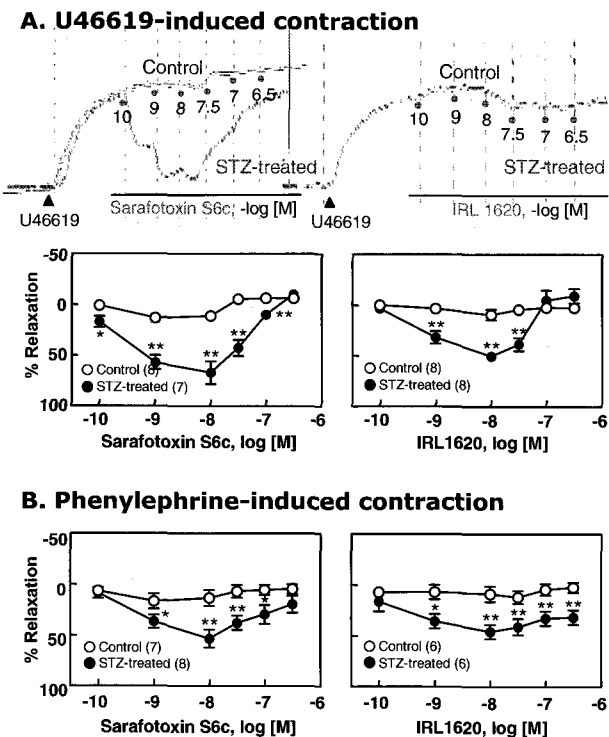 A. U46619-induced contraction
Control
Control
10 9 8 7.5 7 6.5
10 9 8 7.5 7 6.5
STZ-treated
STZ-treated
U46619
Sarafotoxin S6c, -log [M]
U46619
IRL 1620, -log [M]
% Relaxation
-50
0
50
100
* ** ** ** **
Control (8)
STZ-treated (7)
-10 -9 -8 -7 -6
Sarafotoxin S6c, log [M]
** ** **
Control (8)
STZ-treated (8)
-10 -9 -8 -7 -6
IRL1620, log [M]
B. Phenylephrine-induced contraction
% Relaxation
-50
0
50
100
* ** ** *
Control (7)
STZ-treated (8)
-10 -9 -8 -7 -6
Sarafotoxin S6c, log [M]
* ** ** ** **
Control (6)
STZ-treated (6)
-10 -9 -8 -7 -6
IRL1620, log [M]